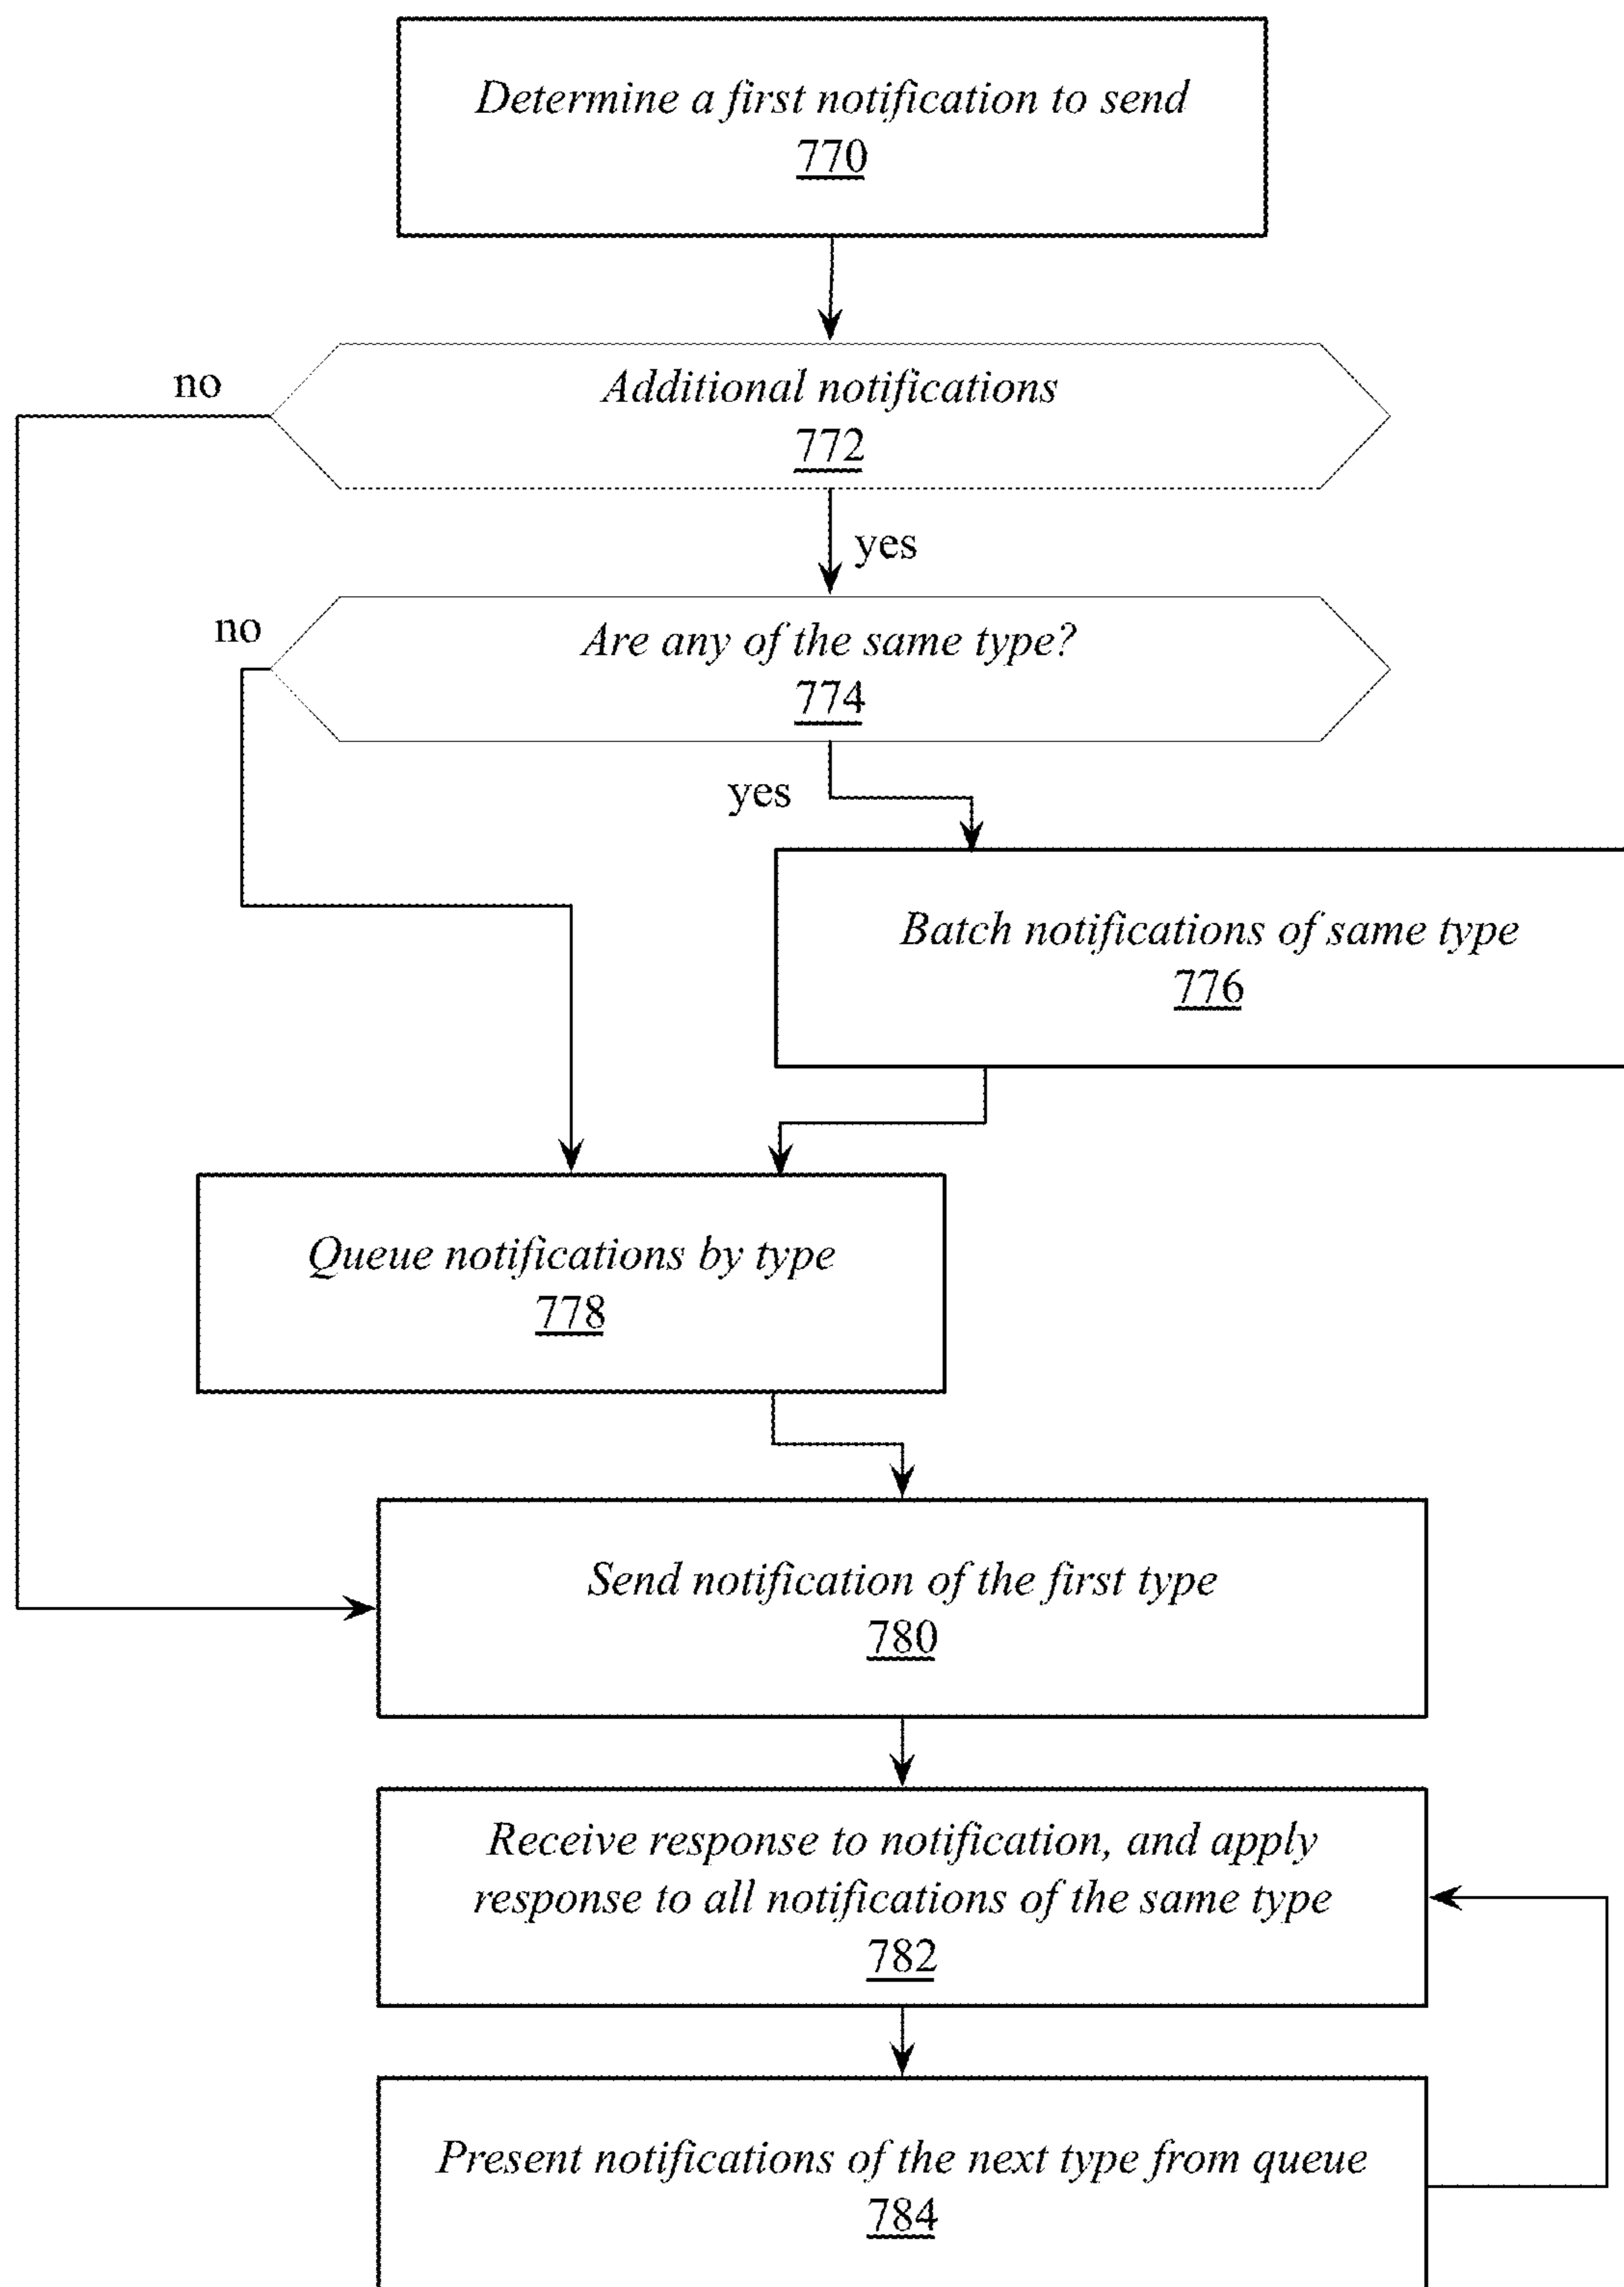 Determine a first notification to send
770
no
Additional notifications
772
yes
no
Are any of the same type?
774
yes
Batch notifications of same type
776
Queue notifications by type
778
Send notification of the first type
780
Receive response to notification, and apply
response to all notifications of the same type
782
Present notifications of the next type from queue
784